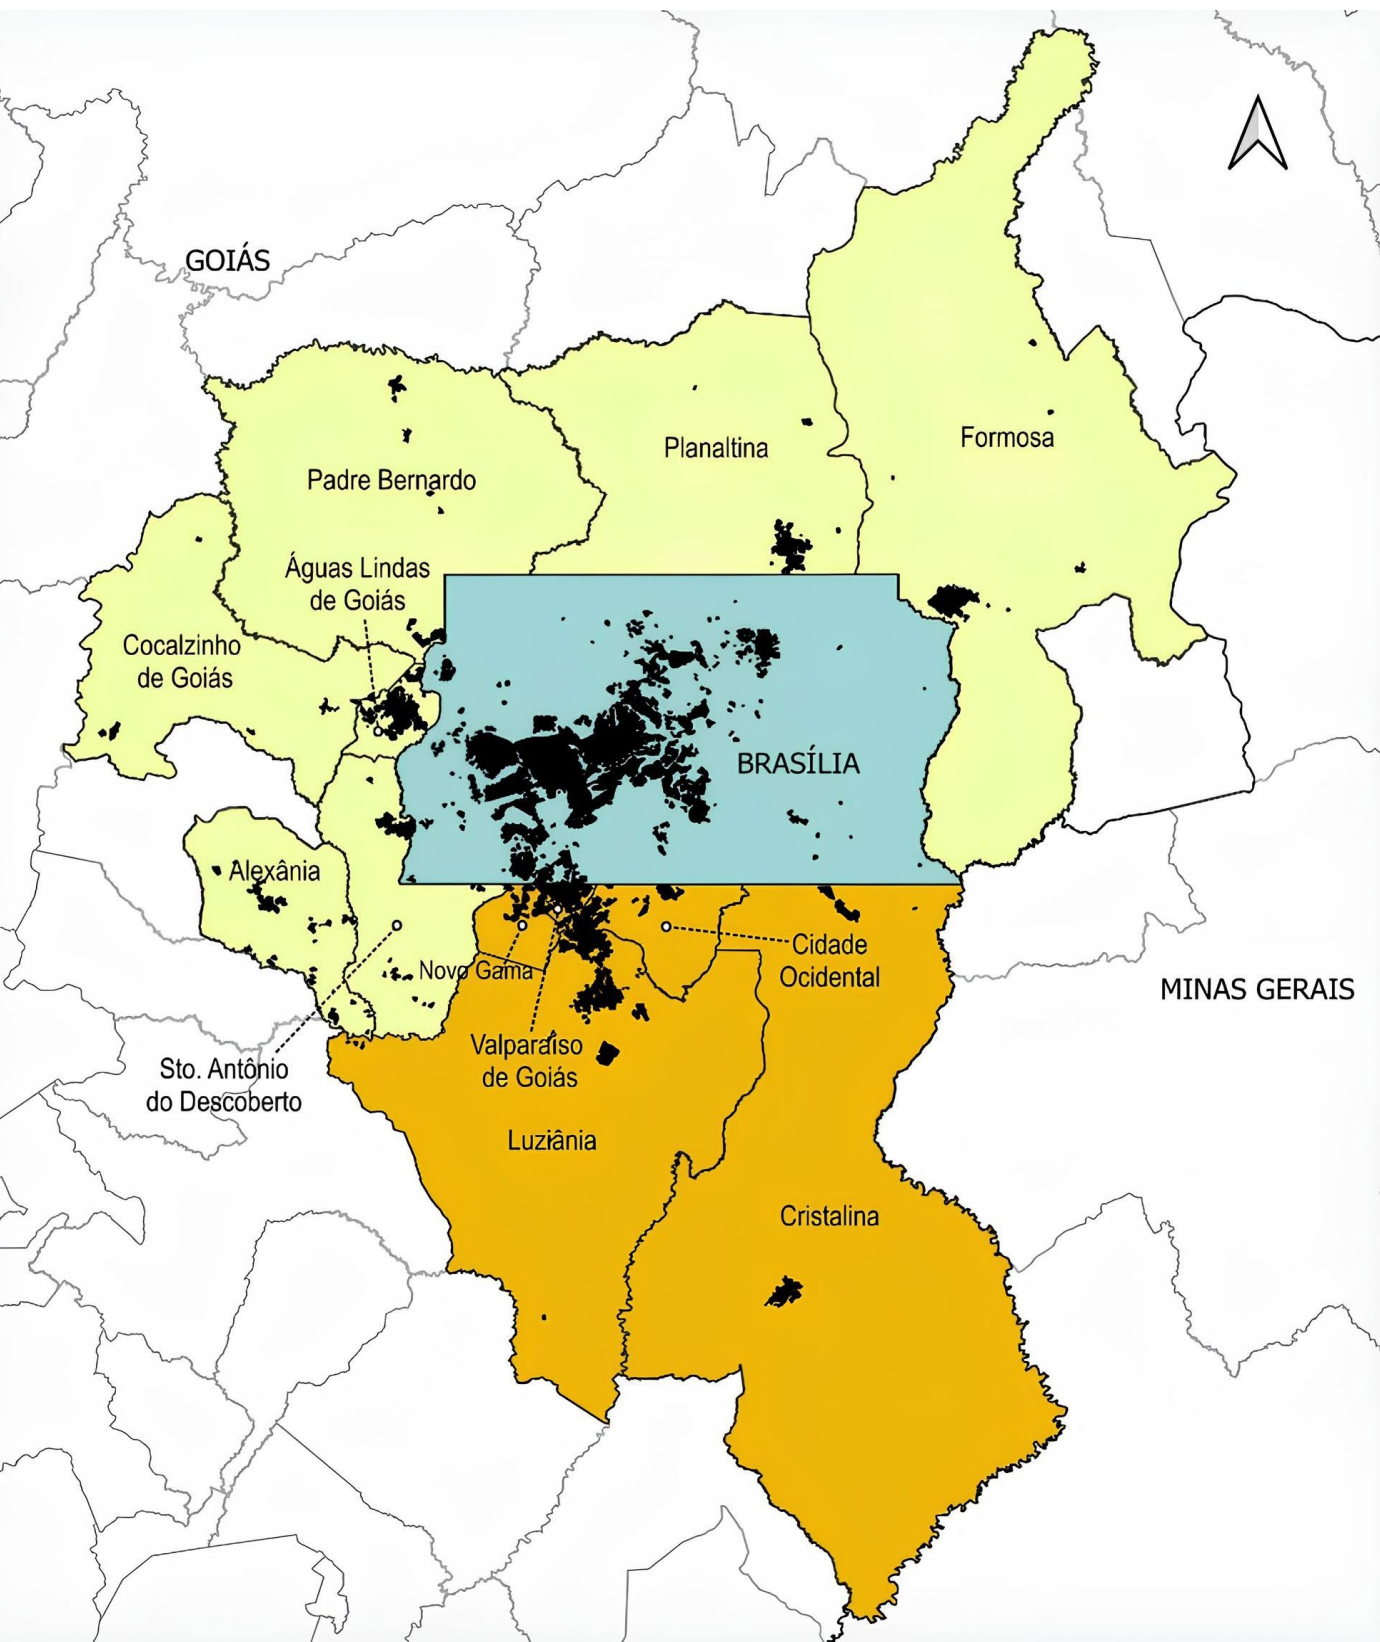 GOIÁS
Formosa
Planaltina
Padre Bernardo
Águas Lindas
de Goiás
Cocalzinho
de Goiás
BRASÍLIA
Alexânia
Cidade
Ocidental
Novo Gama
MINAS GERAIS
Valparaíso
de Goiás
Sto. Antônio
do Descoberto
Luziânia
Cristalina